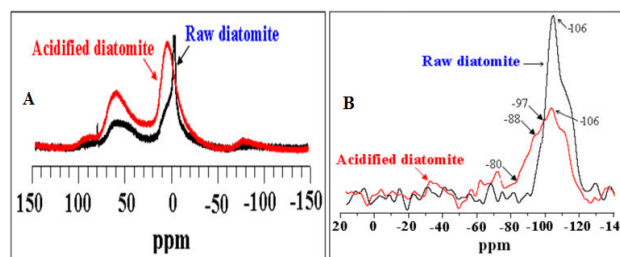 Acidified diatomite
Raw diatomite
A
150 100 50 0 -50 -100 -150
ppm
B
-106
Raw diatomite
-97
-88
-106
-80
Acidified diatomite
20 0 -20 -40 -60 -80 -100 -120 -14
ppm